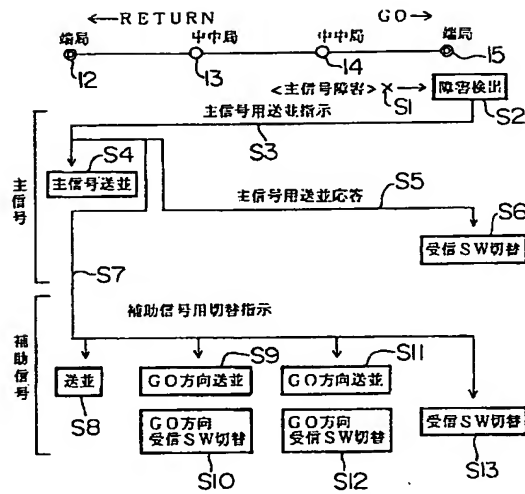 ←RETURN GO→
端局 中中局 中中局 端局
12 13 14 15
<主信号障害> × → 障害検出
S1 S2
主信号用送並指示
S3
S4
主信号送並
主信号用送並応答
S5
S6
受信SW切替
主信号
S7
補助信号用切替指示
補助信号
S9 S11
送並 GO方向送並 GO方向送並
S8
GO方向
受信SW切替
GO方向
受信SW切替
受信SW切替
S10 S12 S13